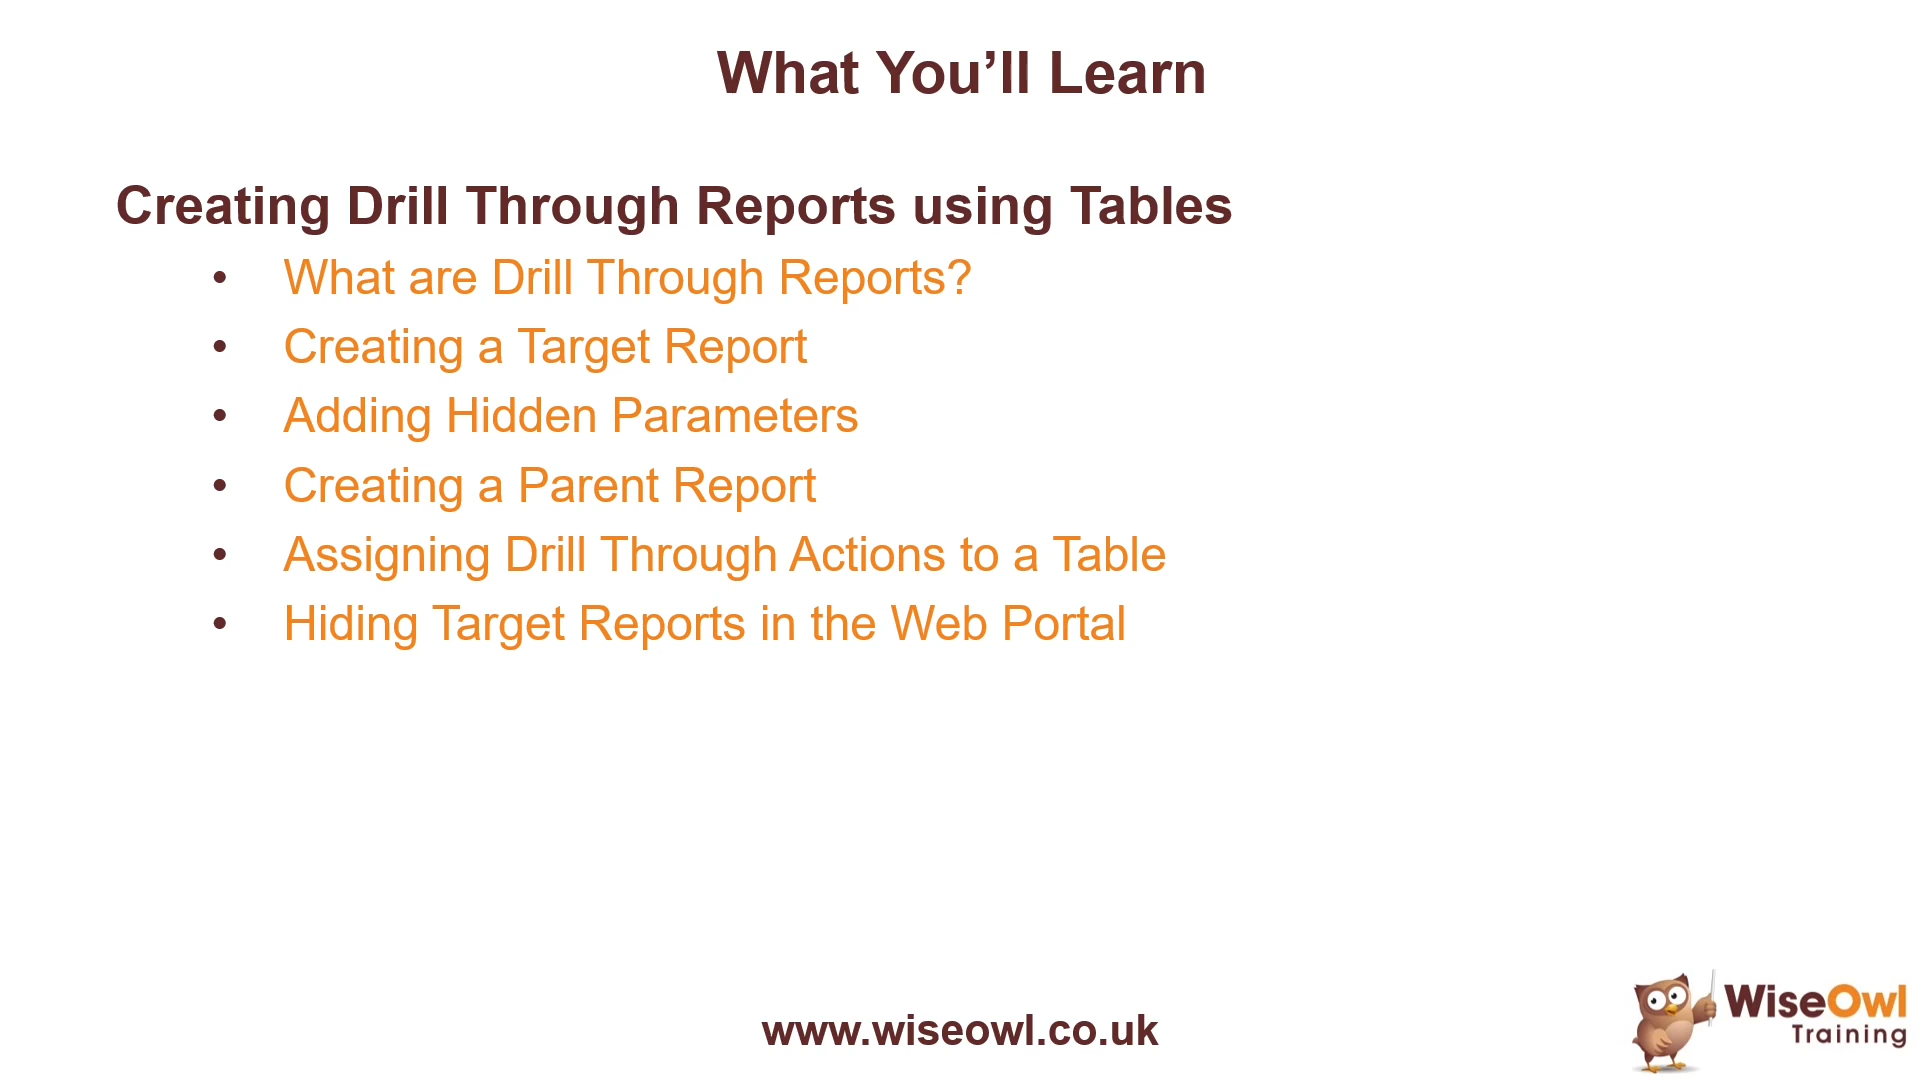 What You’ll Learn
Creating Drill Through Reports using Tables
• What are Drill Through Reports?
• Creating a Target Report
• Adding Hidden Parameters
• Creating a Parent Report
• Assigning Drill Through Actions to a Table
• Hiding Target Reports in the Web Portal
www.wiseowl.co.uk
WiseOwl
Training